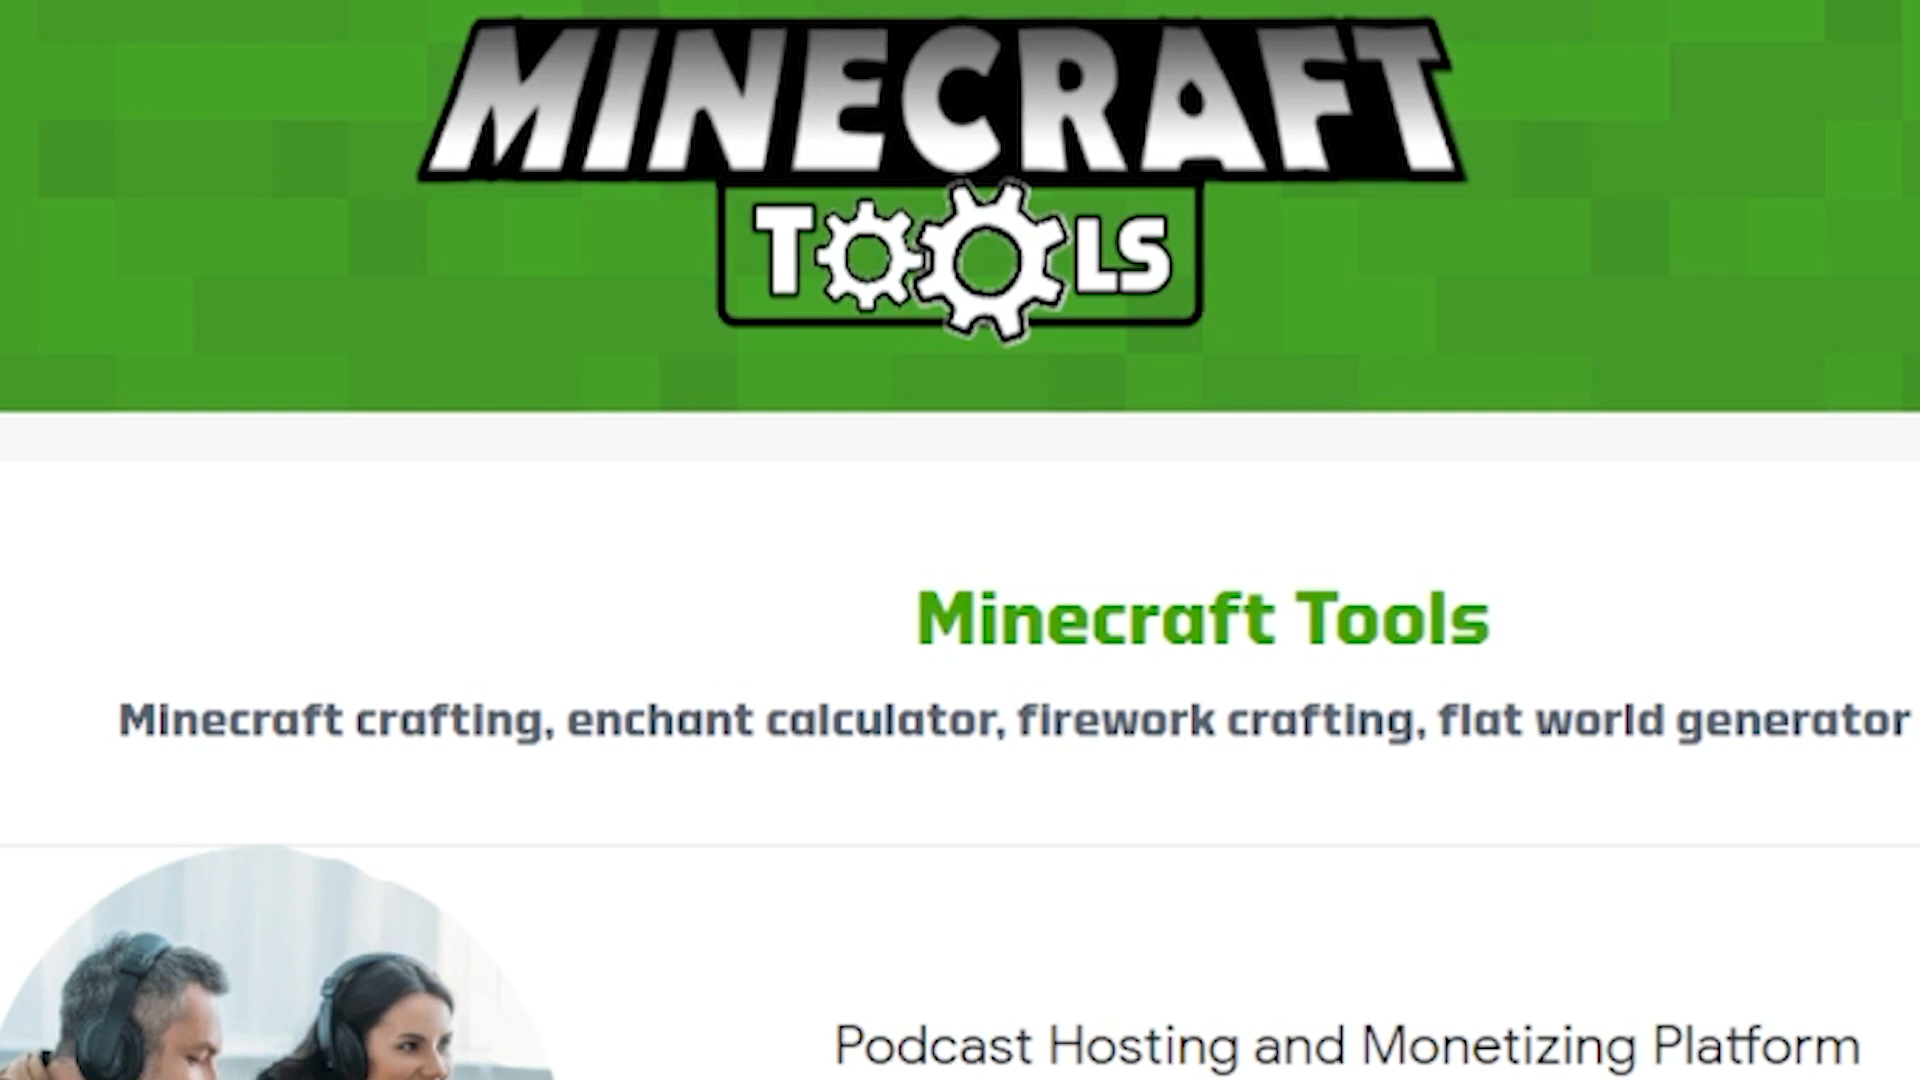 MINECRAFT
TOOLS
Minecraft Tools
Minecraft crafting, enchant calculator, firework crafting, flat world generator
Podcast Hosting and Monetizing Platform